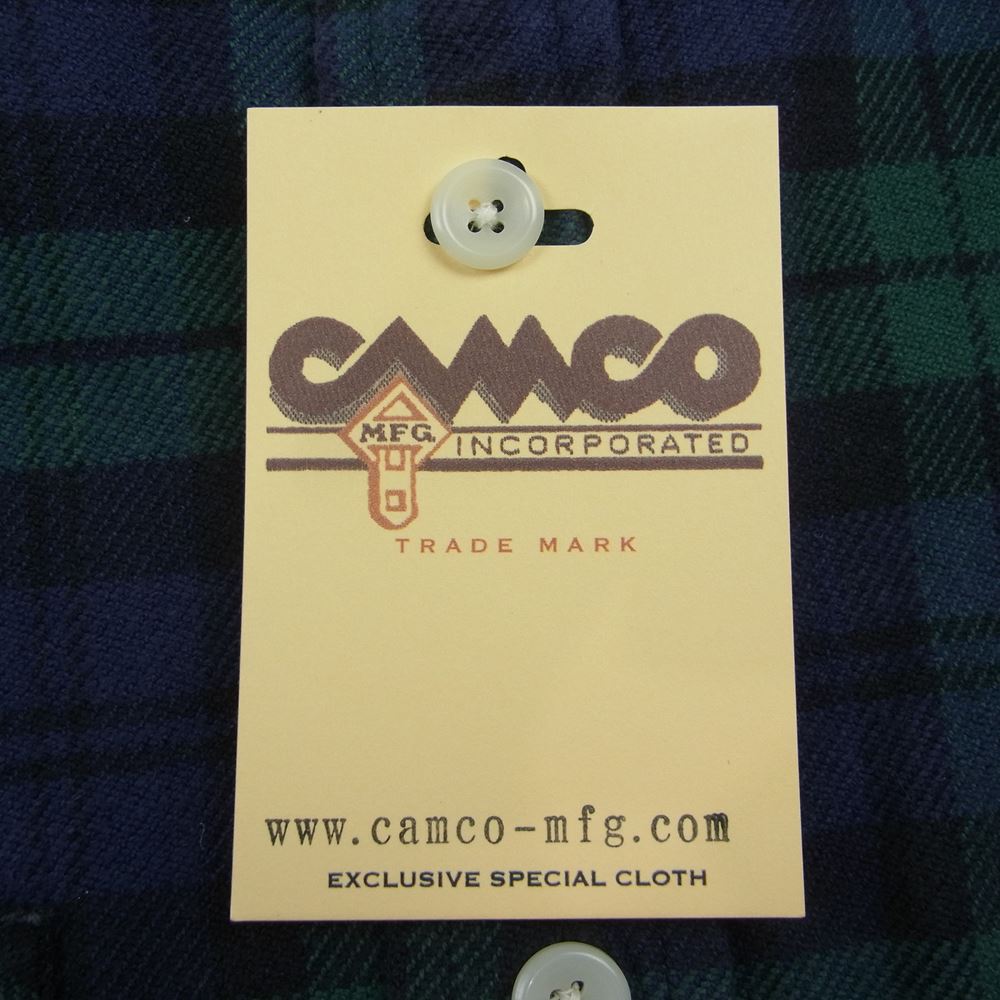 CAMCO
MFG. INCORPORATED
TRADE MARK
www.camco-mfg.com
EXCLUSIVE SPECIAL CLOTH